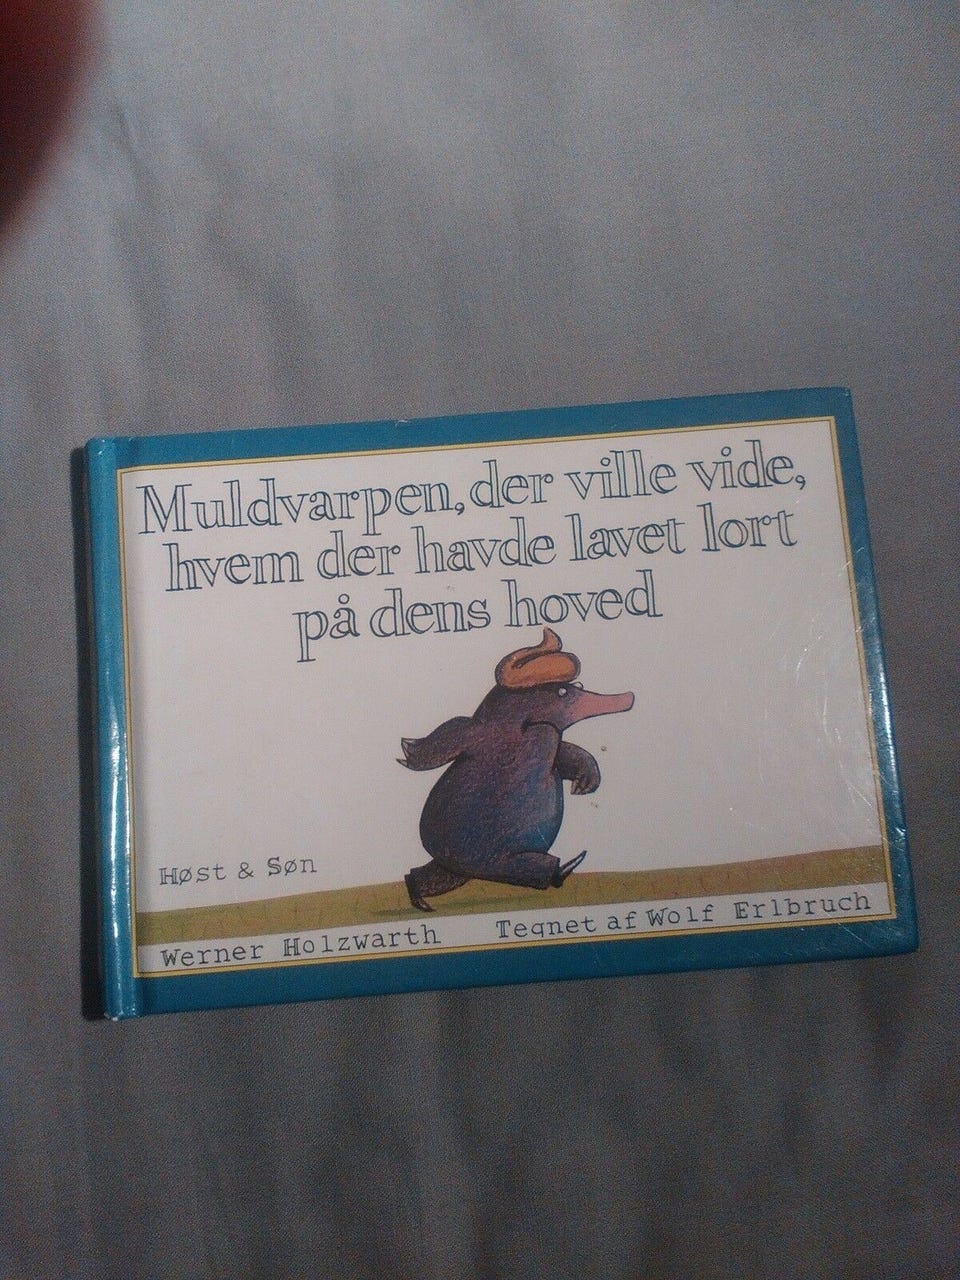 Muldvarpen, der ville vide,
hvem der havde lavet lort
på dens hoved
Høst & Søn
Werner Holzwarth
Tegnet af Wolf Erlbruch